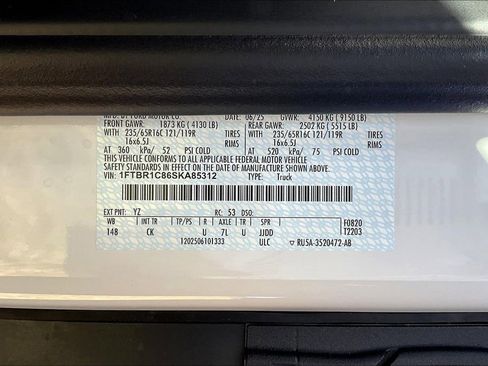 MFD. BY FORD MOTOR CO. 06/25 GVWR: 4150 KG ( 9150 LB)
FRONT GAWR: 1873 KG ( 4130 LB) REAR GAWR: 2502 KG ( 5515 LB)
WITH 235/65R16C 121/119R TIRES WITH 235/65R16C 121/119R TIRES
16x6.5J RIMS 16x6.5J RIMS
AT 360 kPa/ 52 PSI COLD AT 520 kPa/ 75 PSI COLD
THIS VEHICLE CONFORMS TO ALL APPLICABLE FEDERAL MOTOR VEHICLE
SAFETY STANDARDS IN EFFECT ON THE DATE OF MANUFACTURE SHOWN ABOVE.
VIN: 1FTBR1C86SKA85312 TYPE: Truck
EXT PNT: YZ RC: 53 DSO: F0820
WB INT TR TP/PS R AXLE TR SPR T2203
148 CK U 7L U JJDD
1202506101333 ULC ▽ RU5A-3520472-AB